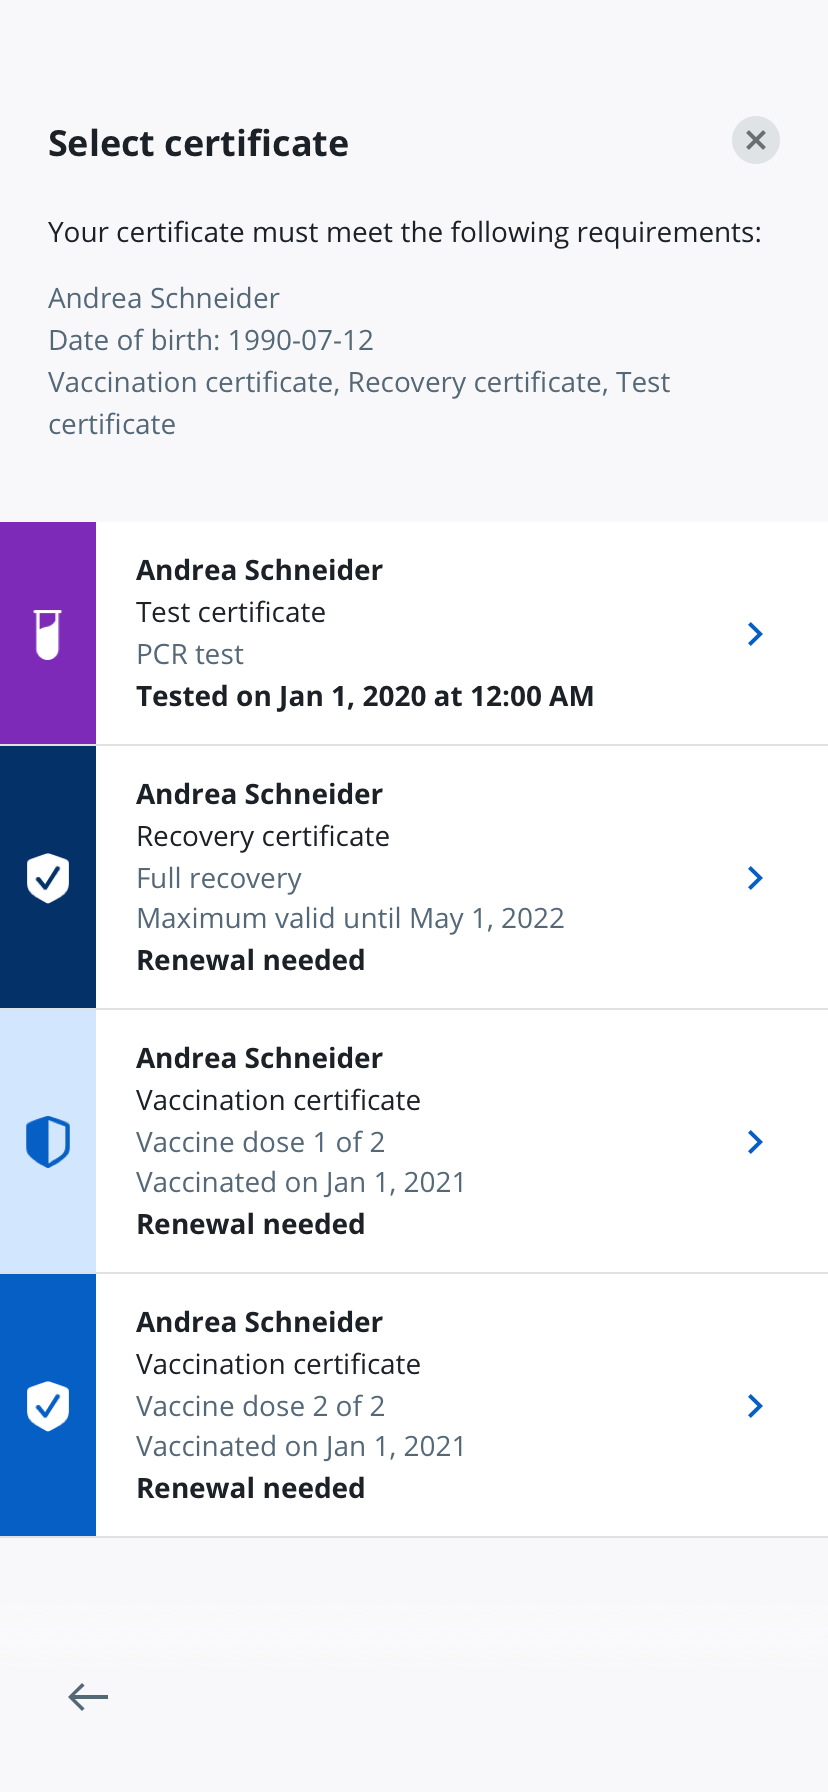 Select certificate
Your certificate must meet the following requirements:
Andrea Schneider
Date of birth: 1990-07-12
Vaccination certificate, Recovery certificate, Test
certificate
Andrea Schneider
Test certificate
PCR test
Tested on Jan 1, 2020 at 12:00 AM
Andrea Schneider
Recovery certificate
Full recovery
Maximum valid until May 1, 2022
Renewal needed
Andrea Schneider
Vaccination certificate
Vaccine dose 1 of 2
Vaccinated on Jan 1, 2021
Renewal needed
Andrea Schneider
Vaccination certificate
Vaccine dose 2 of 2
Vaccinated on Jan 1, 2021
Renewal needed